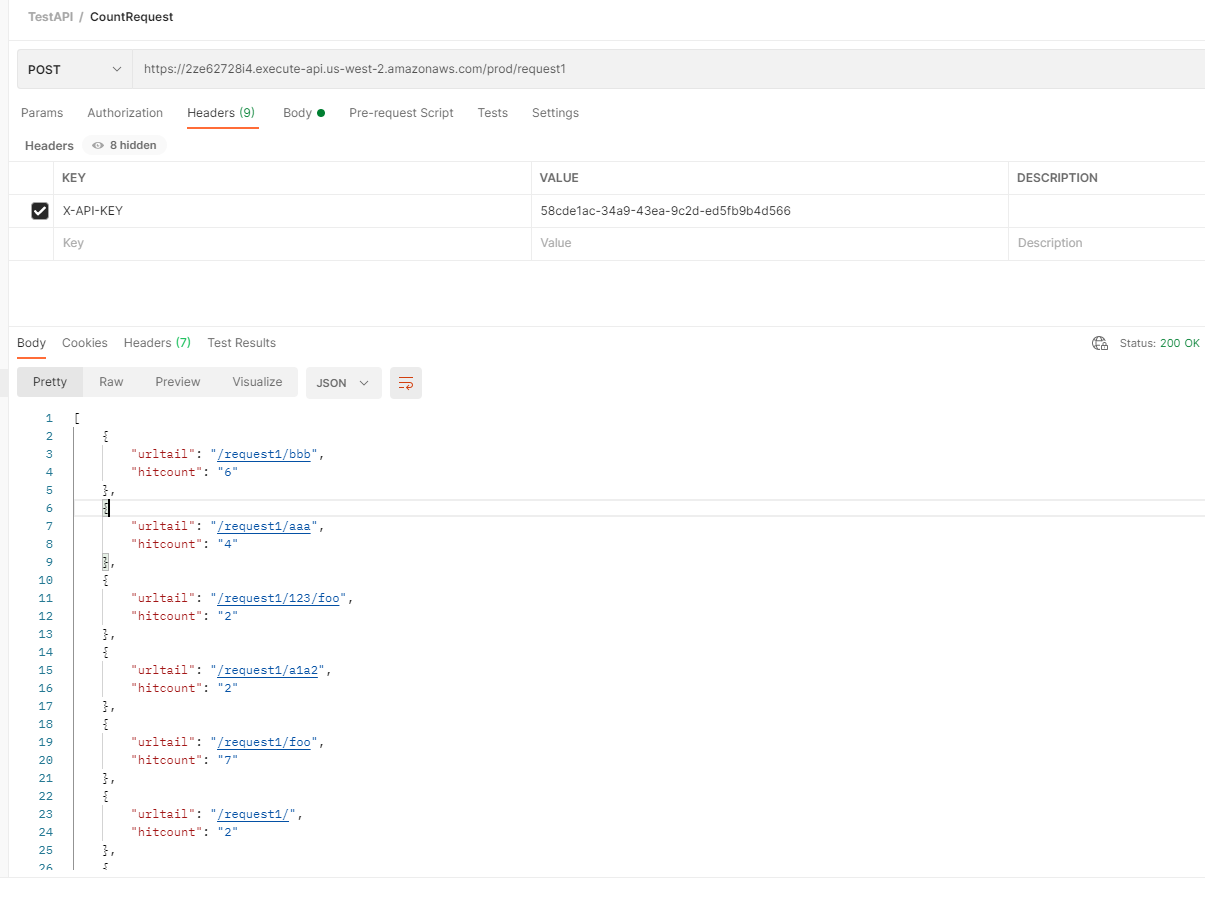 TestAPI / CountRequest
POST https://2ze62728i4.execute-api.us-west-2.amazonaws.com/prod/request1
Params Authorization Headers (9) Body Pre-request Script Tests Settings
Headers 8 hidden
KEY VALUE DESCRIPTION
X-API-KEY 58cde1ac-34a9-43ea-9c2d-ed5fb9b4d566
Key Value Description
Body Cookies Headers (7) Test Results Status: 200 OK
Pretty Raw Preview Visualize JSON
1 [
2 {
3 "urltail": "/request1/bbb",
4 "hitcount": "6"
5 },
6 {
7 "urltail": "/request1/aaa",
8 "hitcount": "4"
9 },
10 {
11 "urltail": "/request1/123/foo",
12 "hitcount": "2"
13 },
14 {
15 "urltail": "/request1/a1a2",
16 "hitcount": "2"
17 },
18 {
19 "urltail": "/request1/foo",
20 "hitcount": "7"
21 },
22 {
23 "urltail": "/request1/",
24 "hitcount": "2"
25 },
26 {